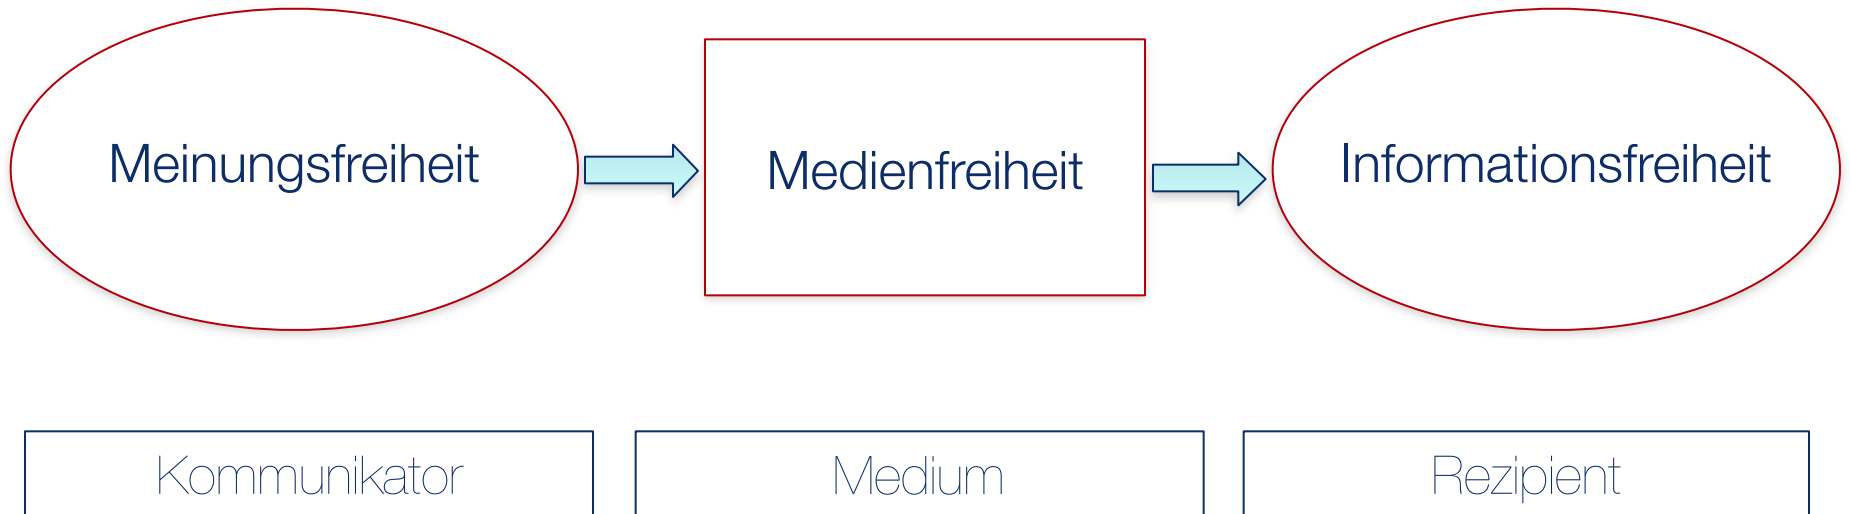 Meinungsfreiheit
Medienfreiheit
Informationsfreiheit
Kommunikator
Medium
Rezipient